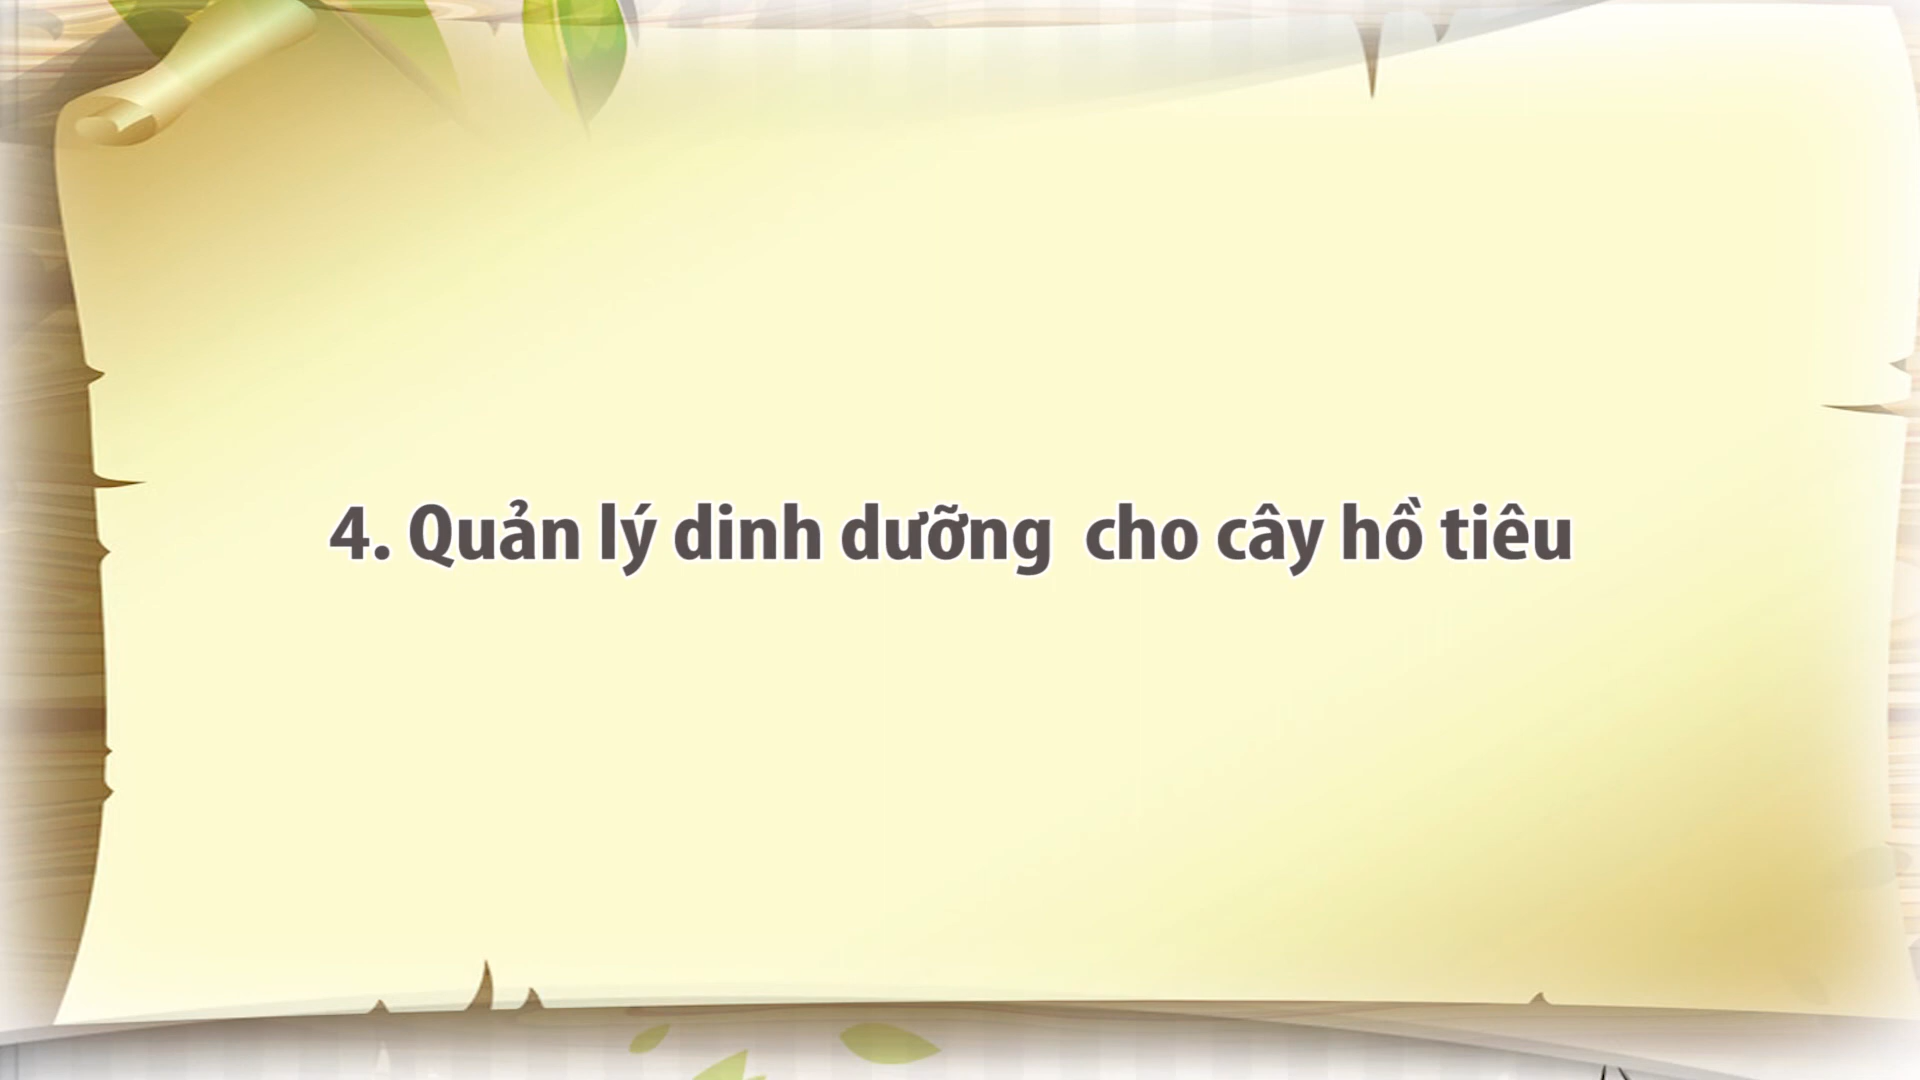 4. Quản lý dinh dưỡng  cho cây hồ tiêu